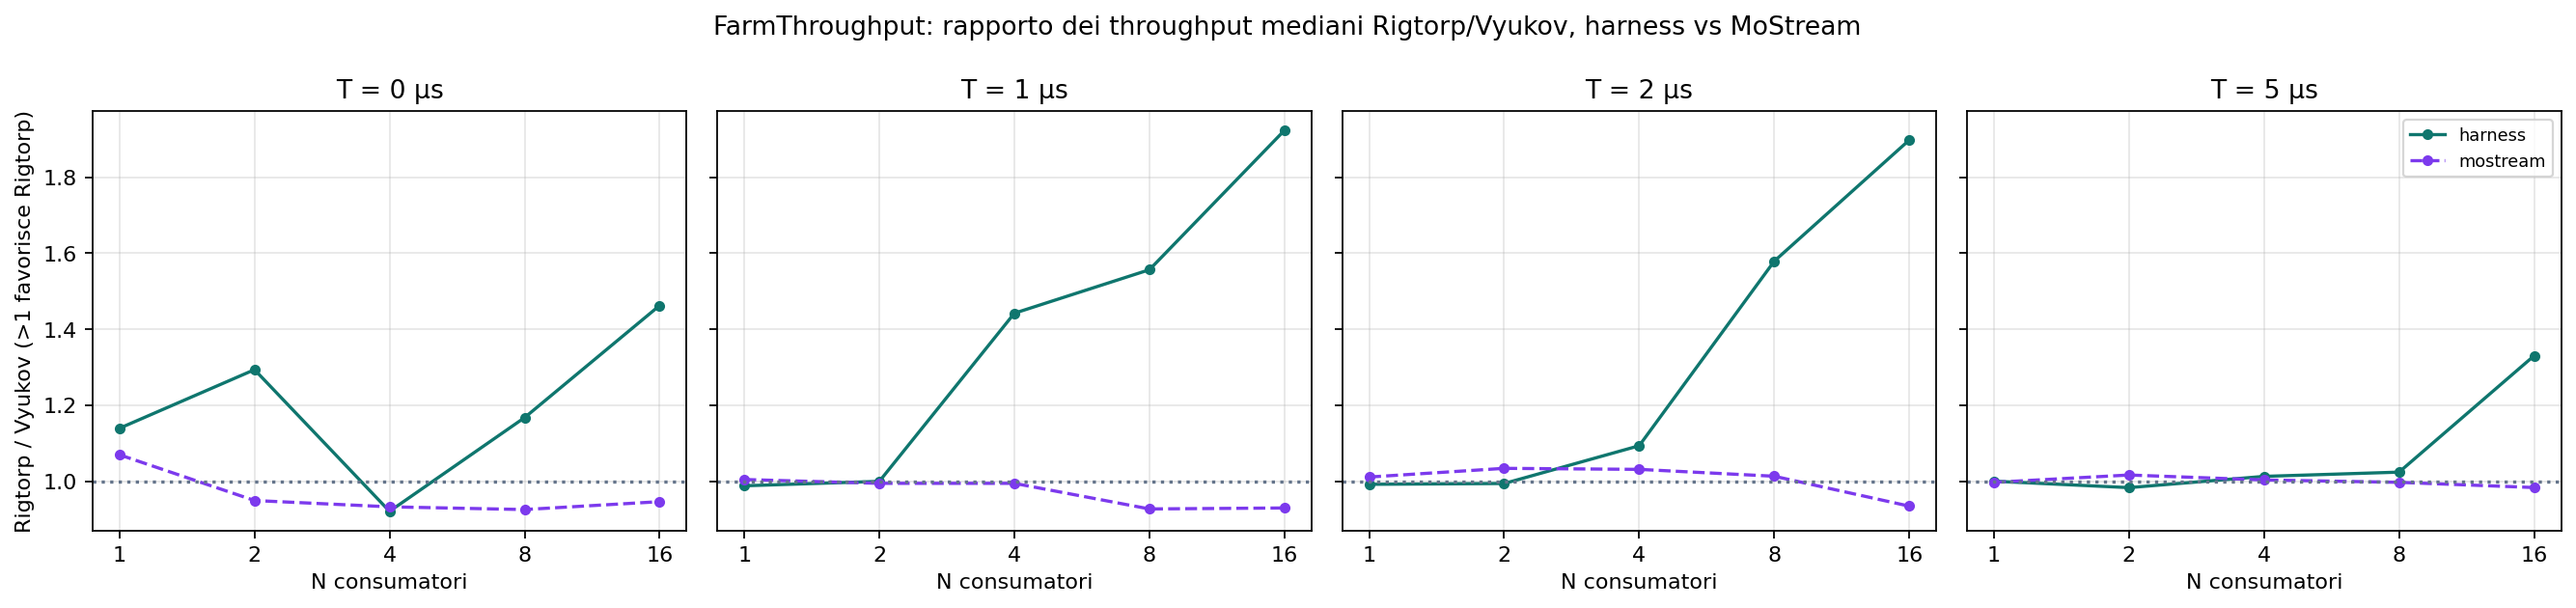 FarmThroughput: rapporto dei throughput mediani Rigtorp/Vyukov, harness vs MoStream
T = 0 µs
T = 1 µs
T = 2 µs
T = 5 µs
Rigtorp / Vyukov (>1 favorisce Rigtorp)
1.8
1.6
1.4
1.2
1.0
harness
mostream
1 2 4 8 16
1 2 4 8 16
1 2 4 8 16
1 2 4 8 16
N consumatori
N consumatori
N consumatori
N consumatori